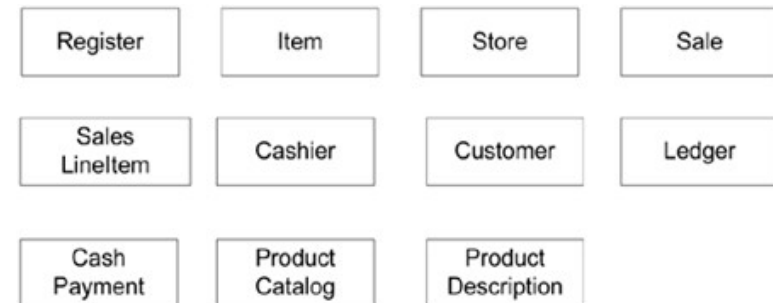 Register
Item
Store
Sale
Sales
LineItem
Cashier
Customer
Ledger
Cash
Payment
Product
Catalog
Product
Description